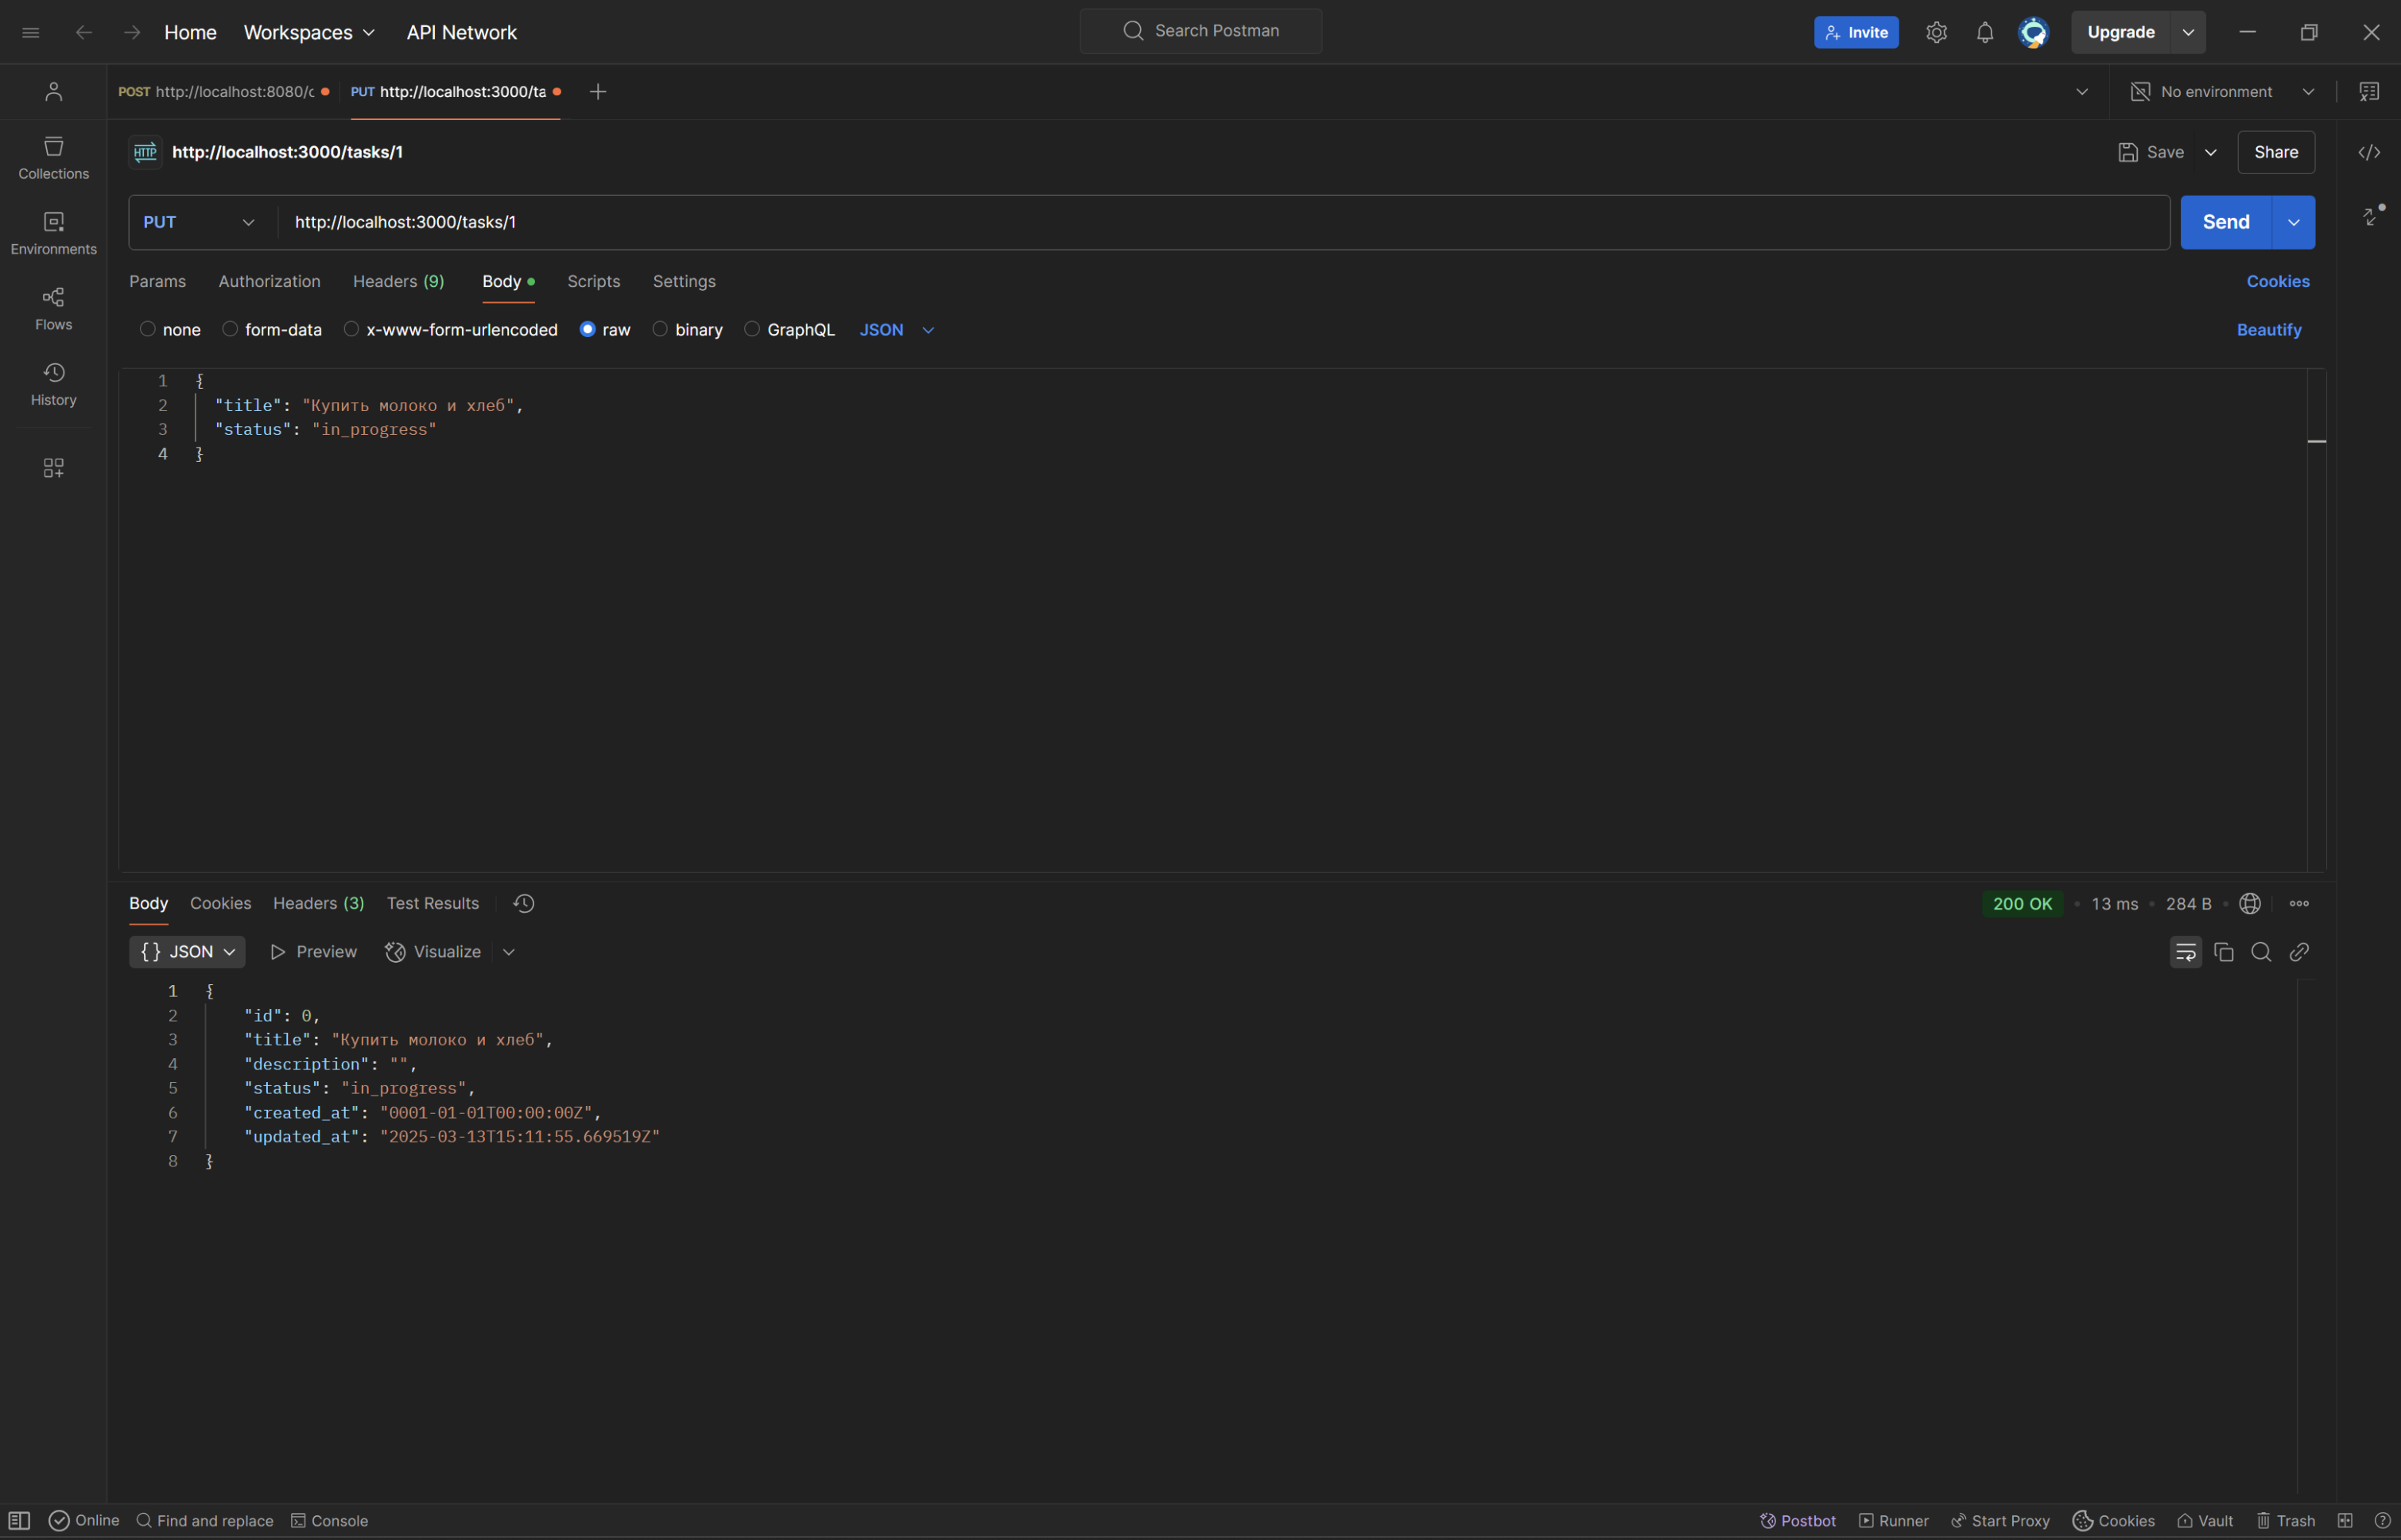 Home Workspaces API Network Search Postman Invite Upgrade
POST http://localhost:8080/c PUT http://localhost:3000/ta No environment
HTTP http://localhost:3000/tasks/1 Save Share
Collections
Environments
Flows
History
PUT http://localhost:3000/tasks/1 Send
Params Authorization Headers (9) Body Scripts Settings Cookies
none form-data x-www-form-urlencoded raw binary GraphQL JSON Beautify
1 {
2 "title": "Купить молоко и хлеб",
3 "status": "in_progress"
4 }
Body Cookies Headers (3) Test Results 200 OK • 13 ms • 284 B •
{} JSON Preview Visualize
1 {
2 "id": 0,
3 "title": "Купить молоко и хлеб",
4 "description": "",
5 "status": "in_progress",
6 "created_at": "0001-01-01T00:00:00Z",
7 "updated_at": "2025-03-13T15:11:55.669519Z"
8 }
Online Find and replace Console Postbot Runner Start Proxy Cookies Vault Trash